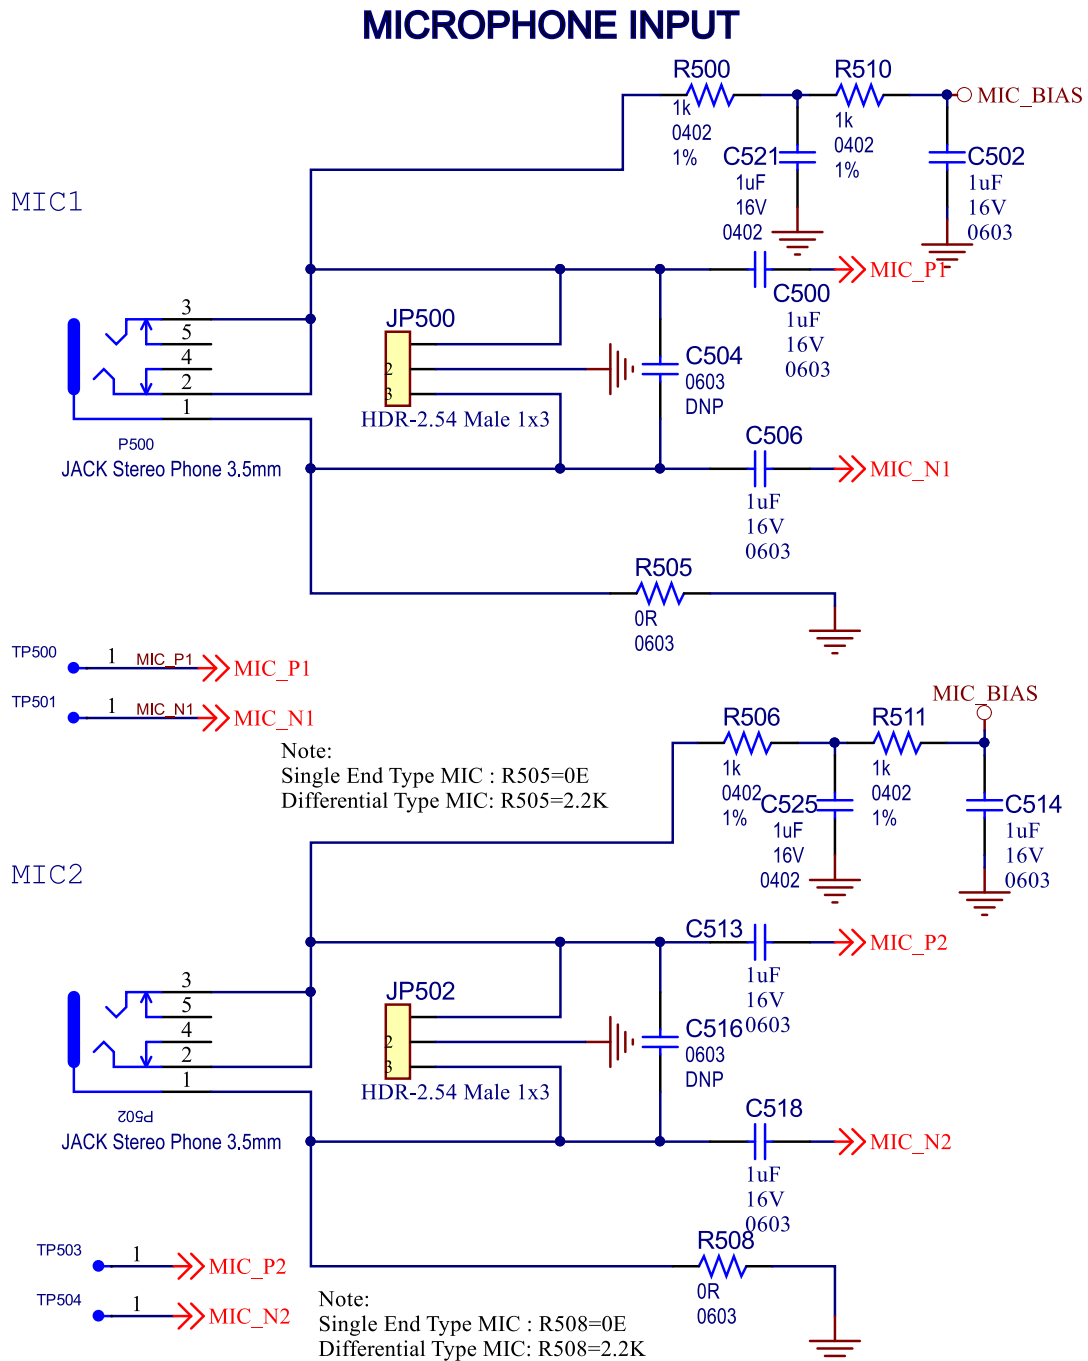 MICROPHONE INPUT
R500
1k
0402
1%
R510
1k
0402
1%
MIC_BIAS
C521
1uF
16V
0402
C502
1uF
16V
0603
MIC1
MIC_P1
C500
1uF
16V
0603
3
5
4
2
1
P500
JACK Stereo Phone 3.5mm
JP500
2
3
HDR-2.54 Male 1x3
C504
0603
DNP
C506
1uF
16V
0603
MIC_N1
R505
0R
0603
TP500
1
MIC_P1
MIC_P1
TP501
1
MIC_N1
MIC_N1
Note:
Single End Type MIC : R505=0E
Differential Type MIC: R505=2.2K
MIC_BIAS
R506
1k
0402
1%
R511
1k
0402
1%
C525
1uF
16V
0402
C514
1uF
16V
0603
MIC2
C513
1uF
16V
0603
MIC_P2
3
5
4
2
1
P502
JACK Stereo Phone 3.5mm
JP502
2
3
HDR-2.54 Male 1x3
C516
0603
DNP
C518
1uF
16V
0603
MIC_N2
R508
0R
0603
TP503
1
MIC_P2
TP504
1
MIC_N2
Note:
Single End Type MIC : R508=0E
Differential Type MIC: R508=2.2K